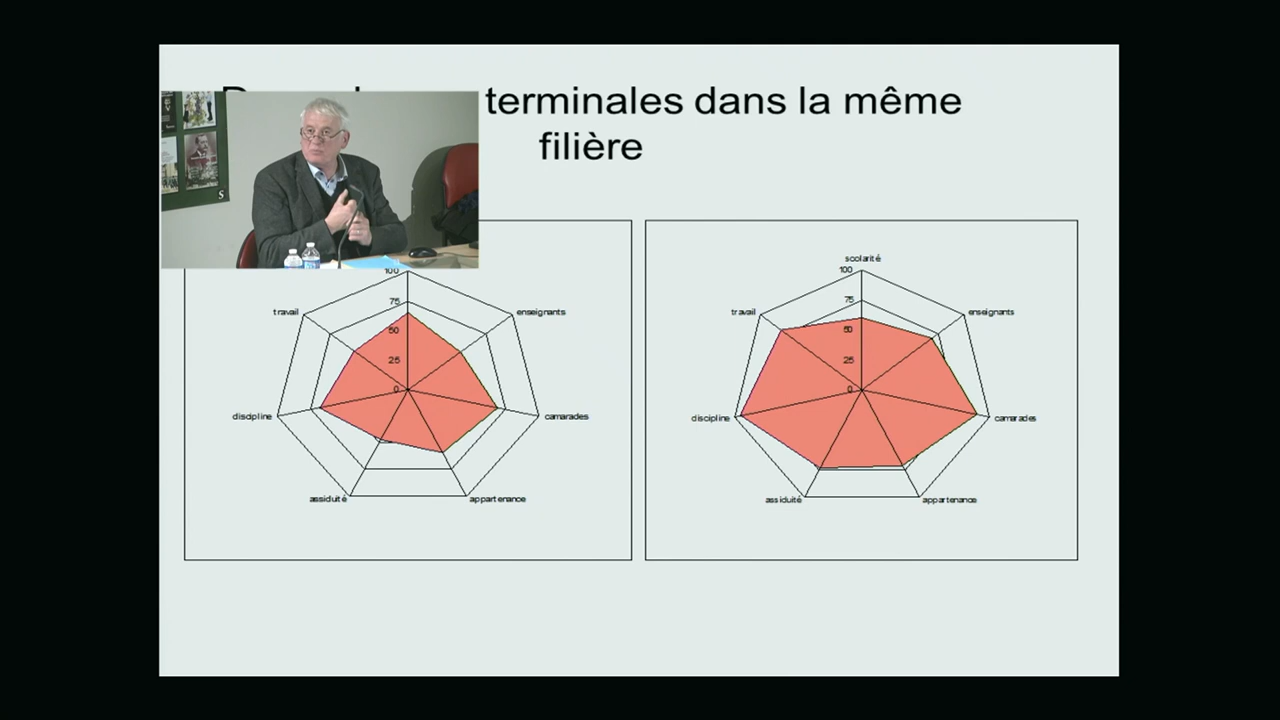 terminales dans la même
filière
100
75
50
25
0
travail
enseignants
discipline
camarades
assiduité
appartenance
scolarité
100
75
50
25
0
travail
enseignants
discipline
camarades
assiduité
appartenance
S